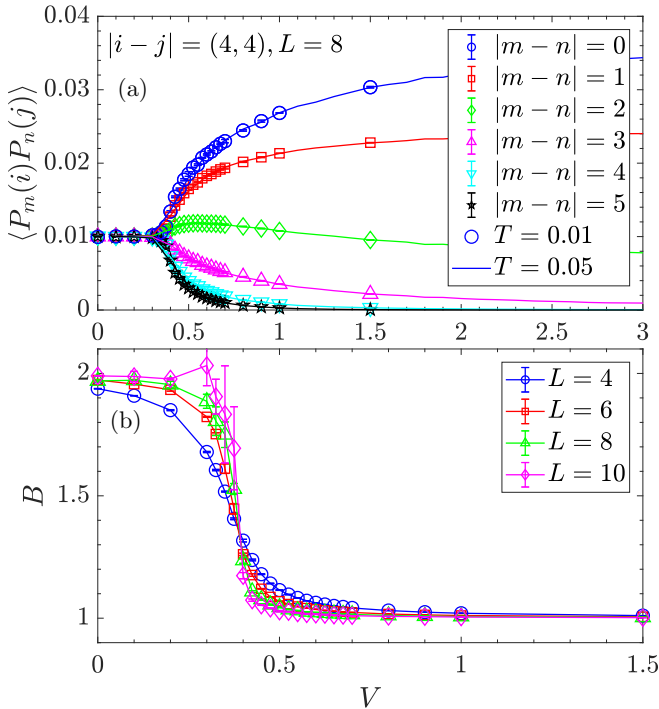 |i − j| = (4, 4), L = 8
(a)
⟨P_m(i)P_n(j)⟩
0.04
0.03
0.02
0.01
0
|m − n| = 0
|m − n| = 1
|m − n| = 2
|m − n| = 3
|m − n| = 4
|m − n| = 5
T = 0.01
T = 0.05
0 0.5 1 1.5 2 2.5 3
(b)
B
2
1.5
1
L = 4
L = 6
L = 8
L = 10
0 0.5 1 1.5
V